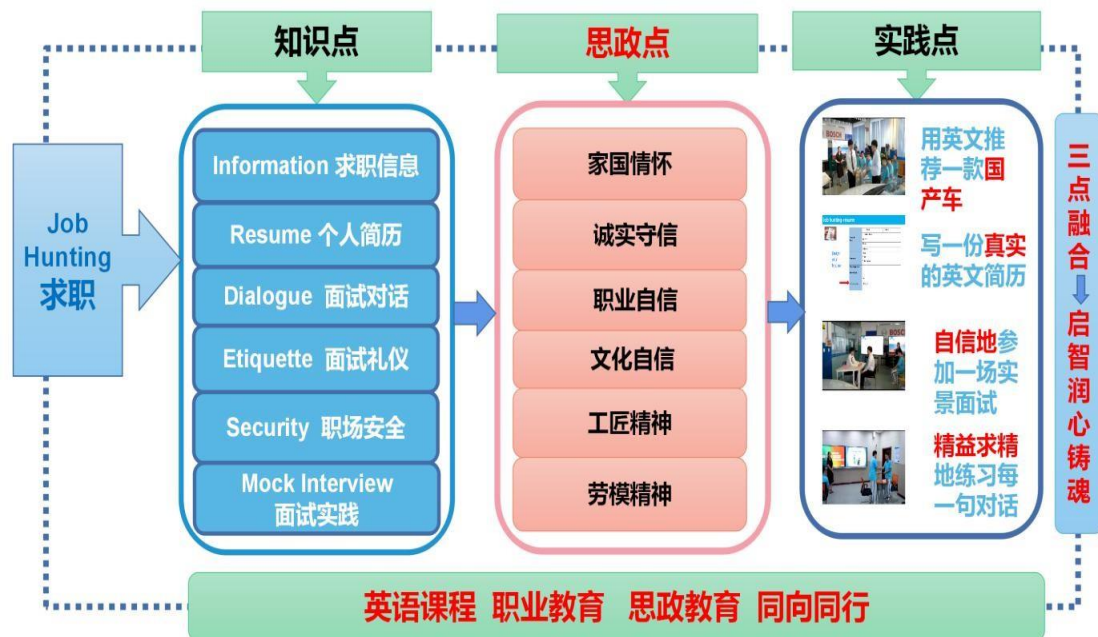 知识点
思政点
实践点
Job
Hunting
求职
Information 求职信息
Resume 个人简历
Dialogue 面试对话
Etiquette 面试礼仪
Security 职场安全
Mock Interview
面试实践
家国情怀
诚实守信
职业自信
文化自信
工匠精神
劳模精神
BOSCH
用英文推
荐一款国
产车
Job hunting resume
写一份真实
的英文简历
BOSCH
自信地参
加一场实
景面试
精益求精
地练习每
一句对话
三点融合
启智润心铸魂
英语课程 职业教育 思政教育 同向同行